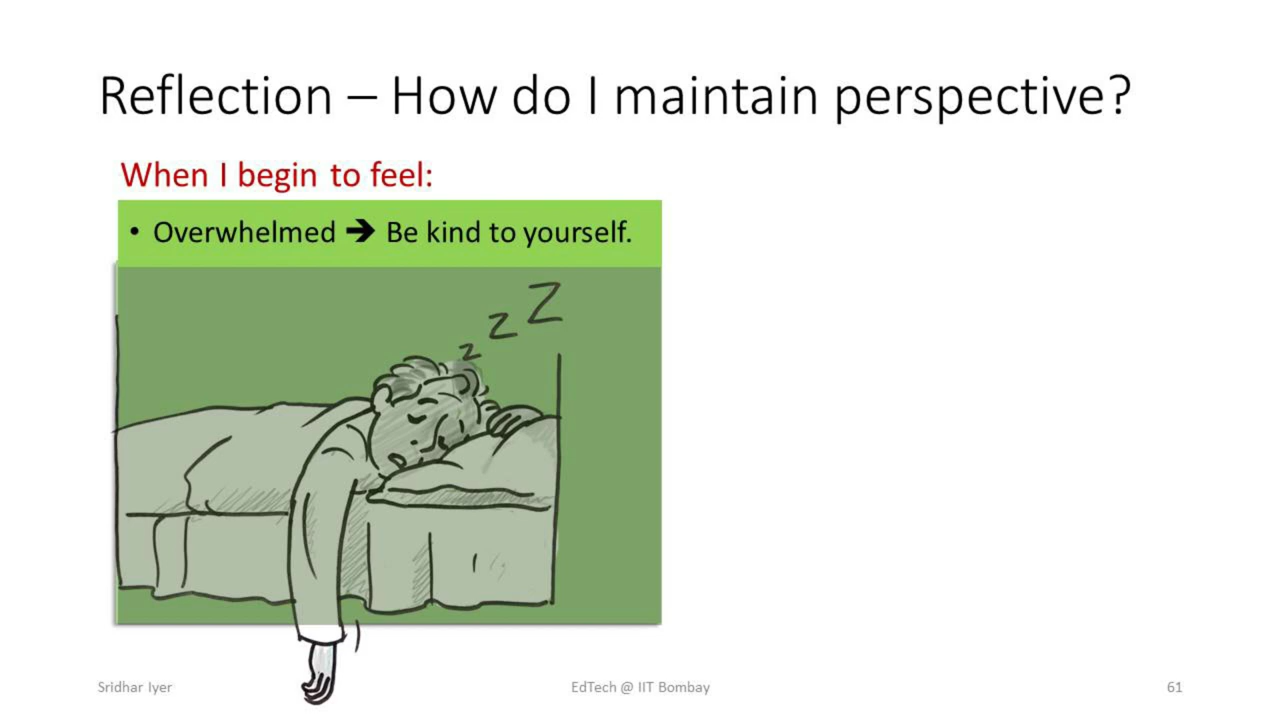 Reflection – How do I maintain perspective?
When I begin to feel:
• Overwhelmed ➔ Be kind to yourself.
z z Z
Sridhar Iyer
EdTech @ IIT Bombay
61